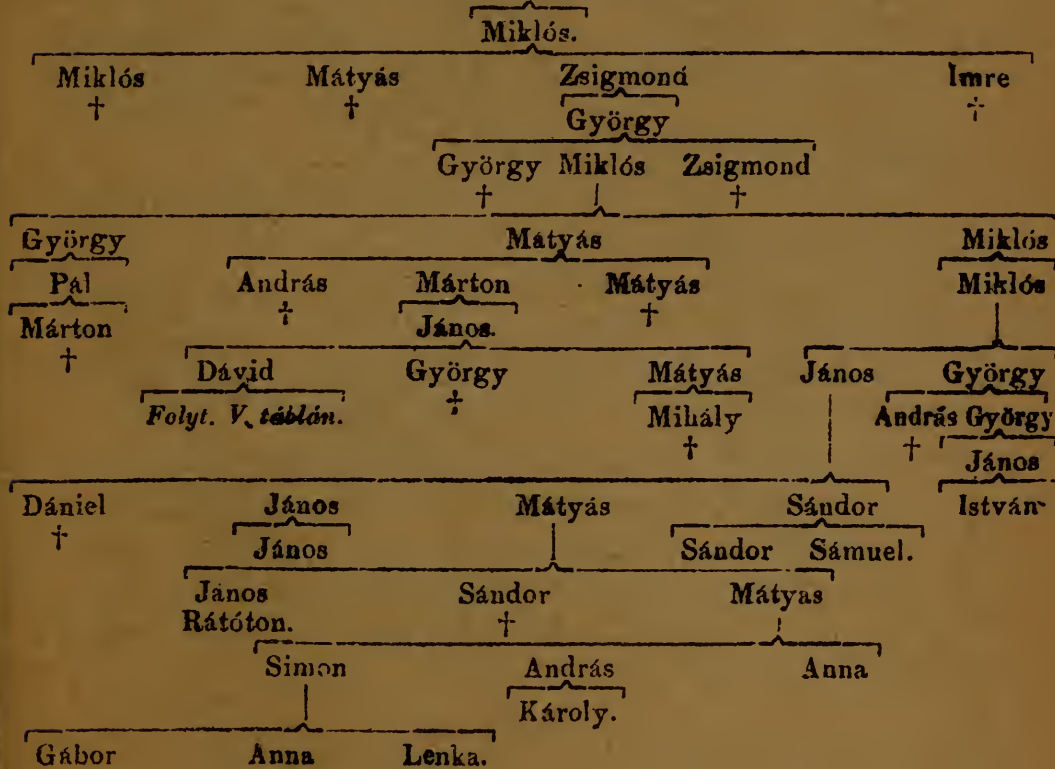 Miklós.
Miklós Mátyás Zsigmond Imre
† † †
György
György Miklós Zsigmond
† †
György Mátyás Miklós
Pál András Márton Mátyás Miklós
Márton † János. †
†
Dávid György Mátyás János György
Folyt. V. táblán. † Mihály András György
† † János
Dániel János Mátyás Sándor István
† János Sándor Sámuel.
János Sándor Mátyas
Rátóton. †
Simon András Anna
Károly.
Gábor Anna Lenka.